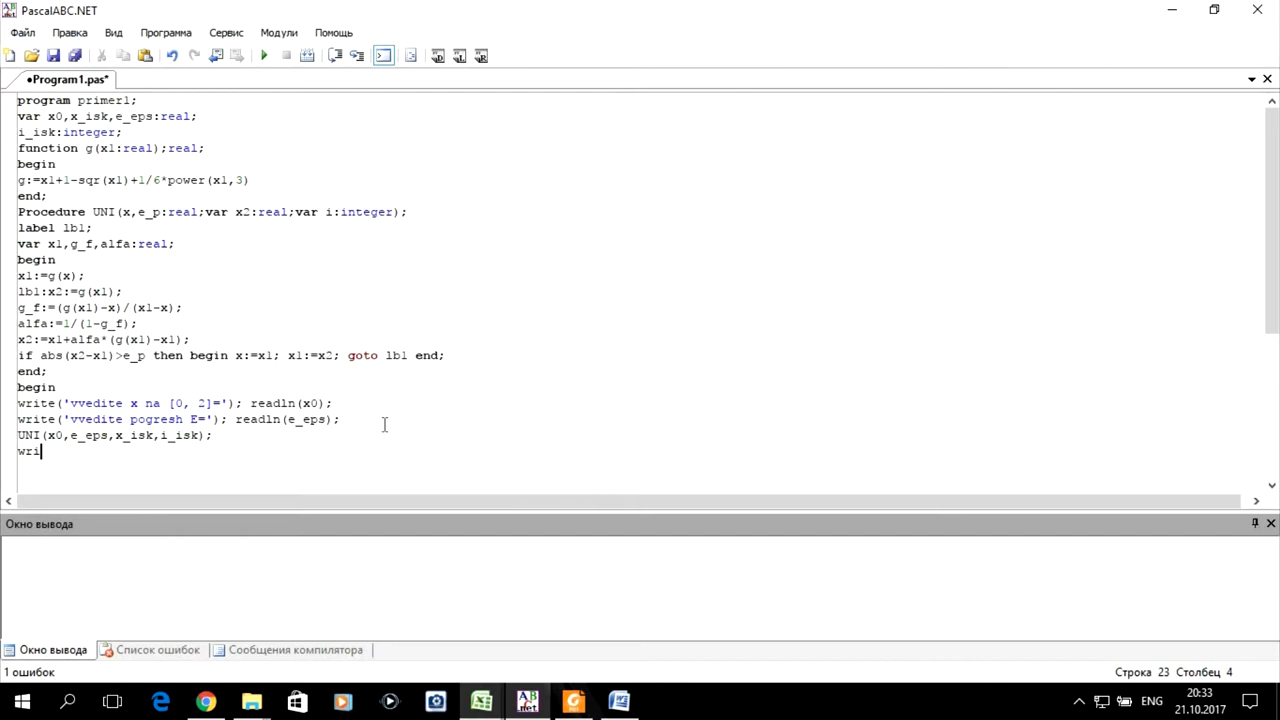 PascalABC.NET
Файл Правка Вид Программа Сервис Модули Помощь
●Program1.pas*
program primer1;
var x0,x_isk,e_eps:real;
i_isk:integer;
function g(x1:real);real;
begin
g:=x1+1-sqr(x1)+1/6*power(x1,3)
end;
Procedure UNI(x,e_p:real;var x2:real;var i:integer);
label lb1;
var x1,g_f,alfa:real;
begin
x1:=g(x);
lb1:x2:=g(x1);
g_f:=(g(x1)-x)/(x1-x);
alfa:=1/(1-g_f);
x2:=x1+alfa*(g(x1)-x1);
if abs(x2-x1)>e_p then begin x:=x1; x1:=x2; goto lb1 end;
end;
begin
write('vvedite x na [0, 2]='); readln(x0);
write('vvedite pogresh E='); readln(e_eps);
UNI(x0,e_eps,x_isk,i_isk);
wri
Окно вывода
Окно вывода Список ошибок Сообщения компилятора
1 ошибок Строка 23 Столбец 4
ENG 20:33
21.10.2017